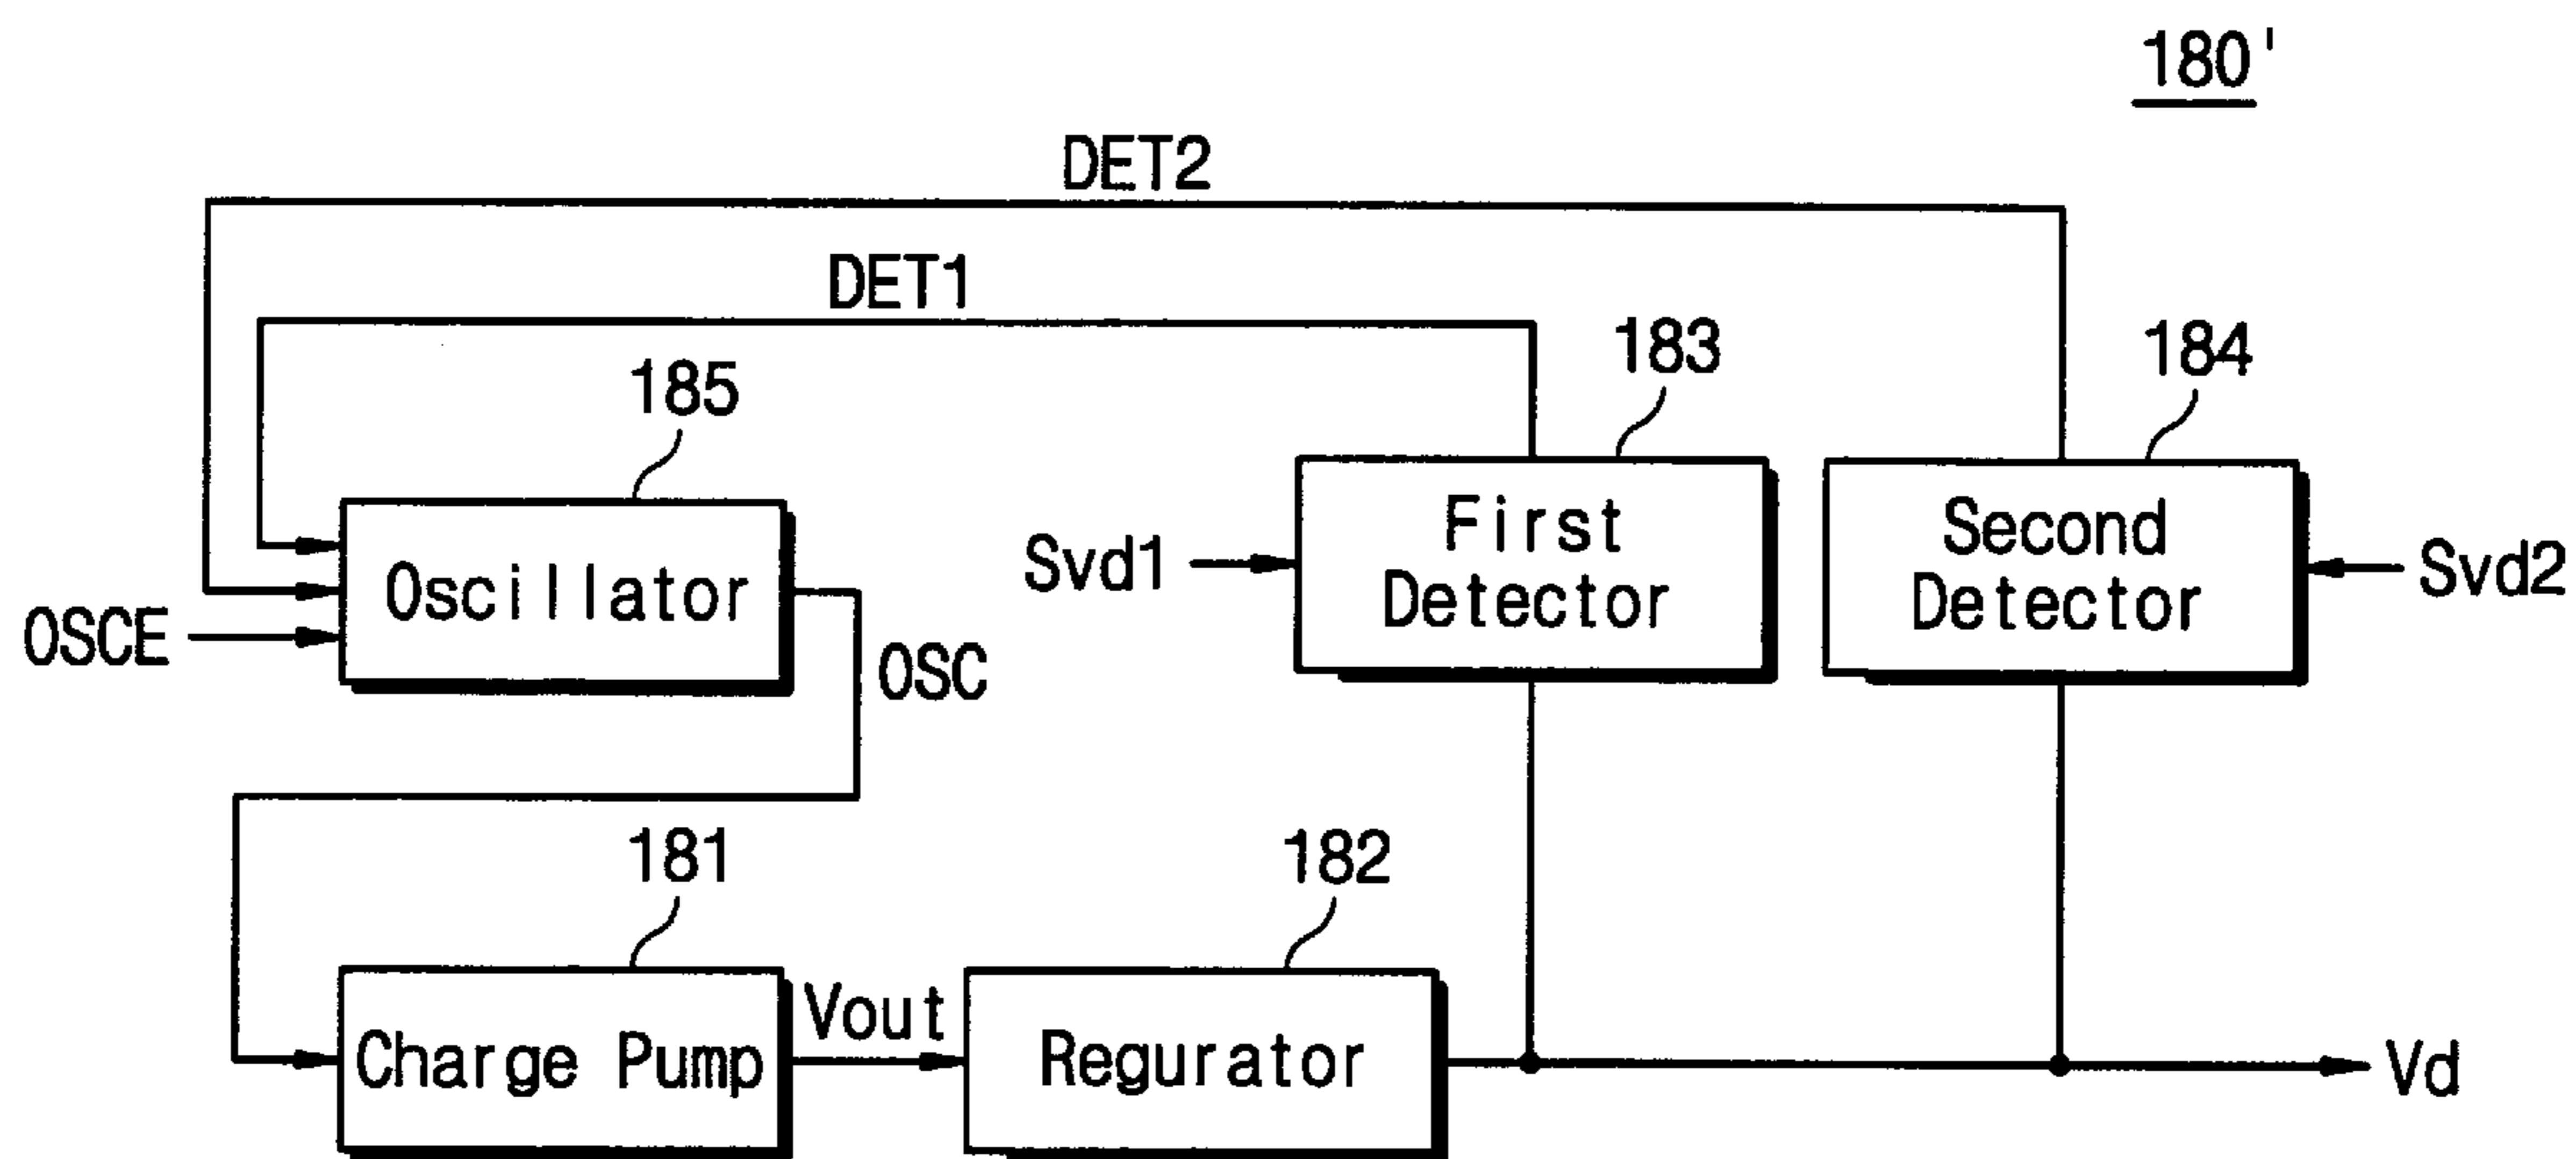 180'
DET2
DET1
183
184
185
First
Detector
Second
Detector
Svd1
Svd2
Oscillator
OSCE
OSC
181
182
Vout
Charge Pump
Regurator
Vd